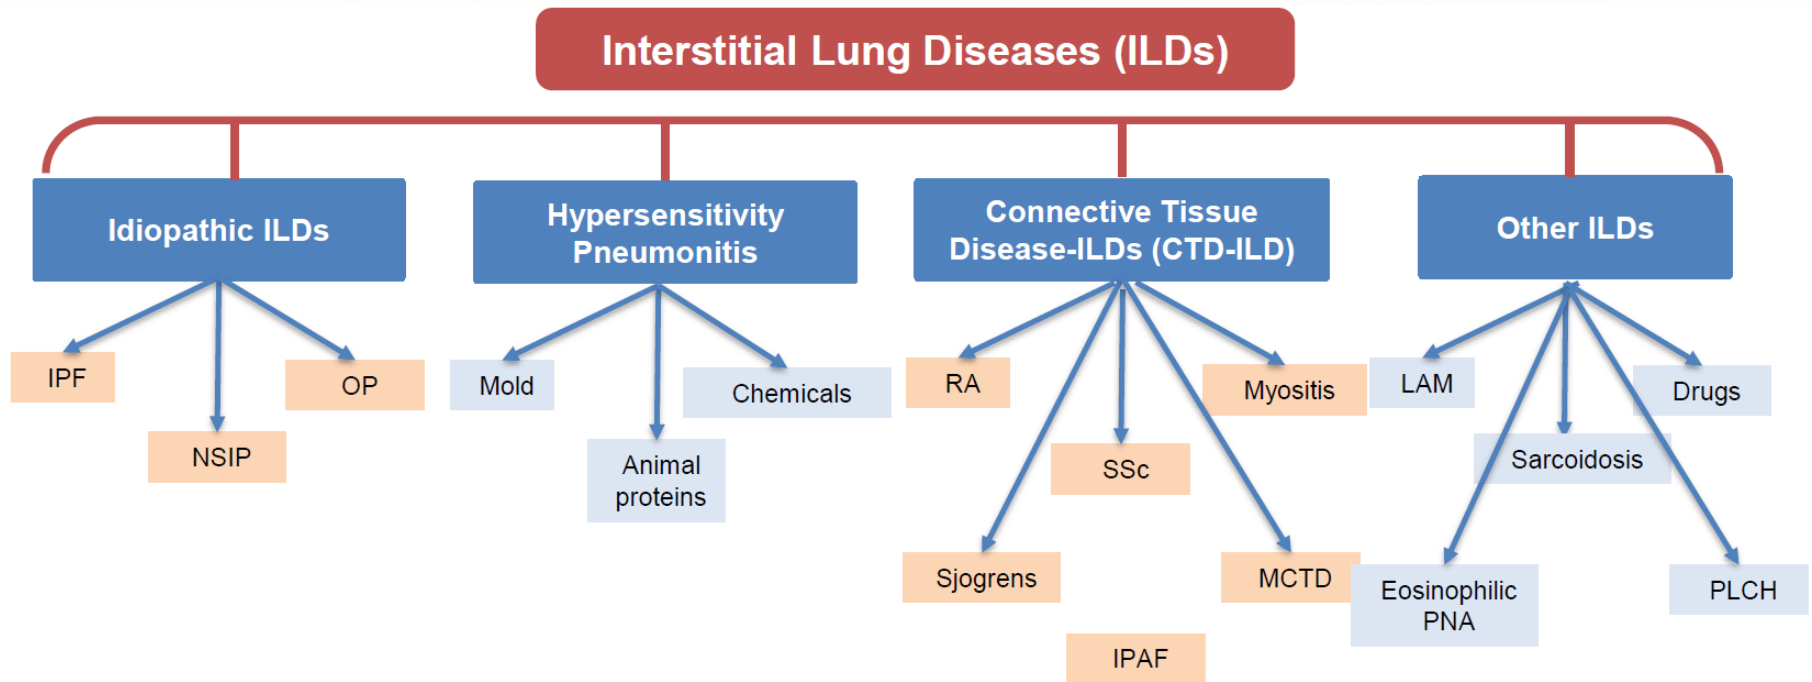 Interstitial Lung Diseases (ILDs)
Idiopathic ILDs
Hypersensitivity
Pneumonitis
Connective Tissue
Disease-ILDs (CTD-ILD)
Other ILDs
IPF
OP
NSIP
Mold
Chemicals
Animal
proteins
RA
Myositis
SSc
Sjogrens
MCTD
IPAF
LAM
Drugs
Sarcoidosis
Eosinophilic
PNA
PLCH